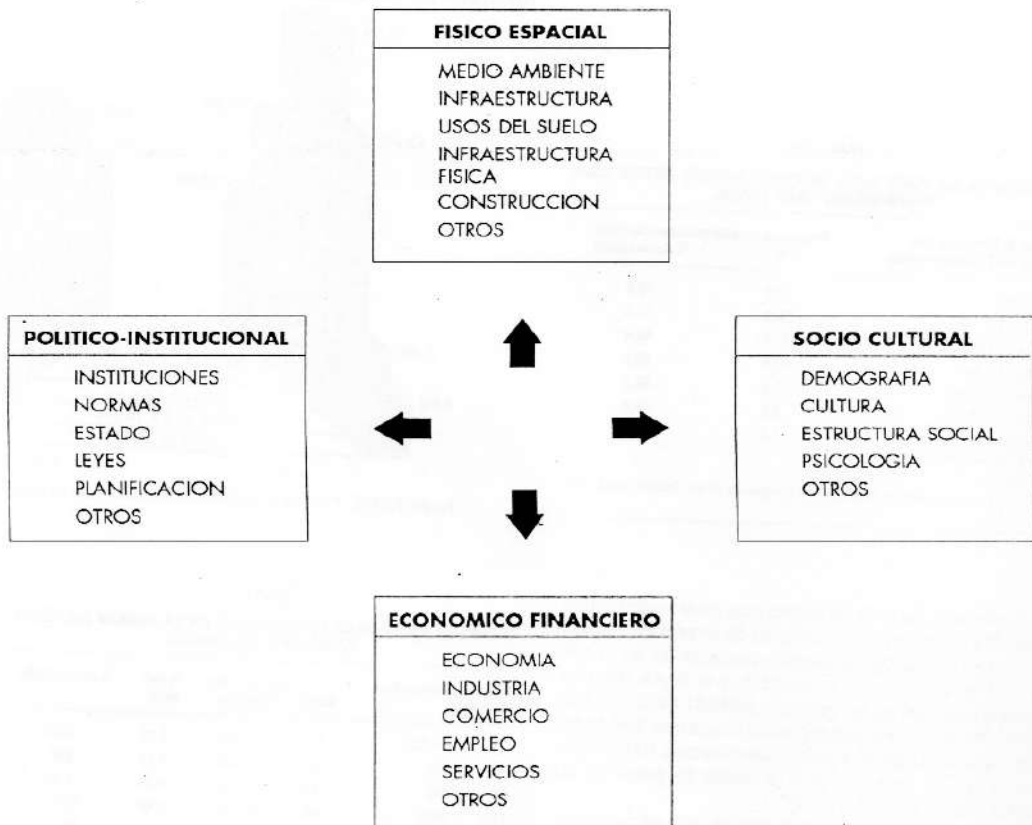 FISICO ESPACIAL
MEDIO AMBIENTE
INFRAESTRUCTURA
USOS DEL SUELO
INFRAESTRUCTURA
FISICA
CONSTRUCCION
OTROS
POLITICO-INSTITUCIONAL
INSTITUCIONES
NORMAS
ESTADO
LEYES
PLANIFICACION
OTROS
SOCIO CULTURAL
DEMOGRAFIA
CULTURA
ESTRUCTURA SOCIAL
PSICOLOGIA
OTROS
ECONOMICO FINANCIERO
ECONOMIA
INDUSTRIA
COMERCIO
EMPLEO
SERVICIOS
OTROS